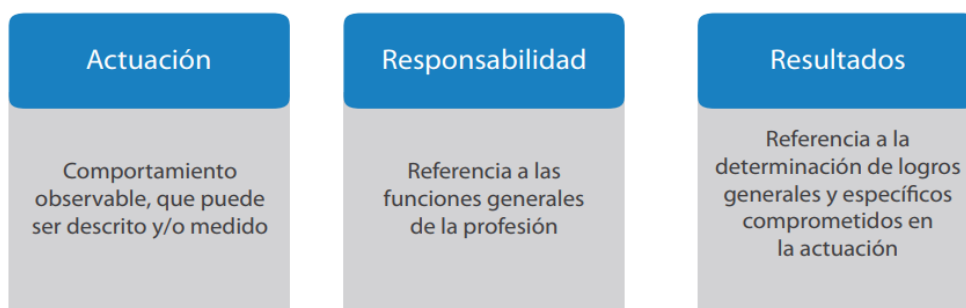 Actuación
Comportamiento
observable, que puede
ser descrito y/o medido
Responsabilidad
Referencia a las
funciones generales
de la profesión
Resultados
Referencia a la
determinación de logros
generales y específicos
comprometidos en
la actuación